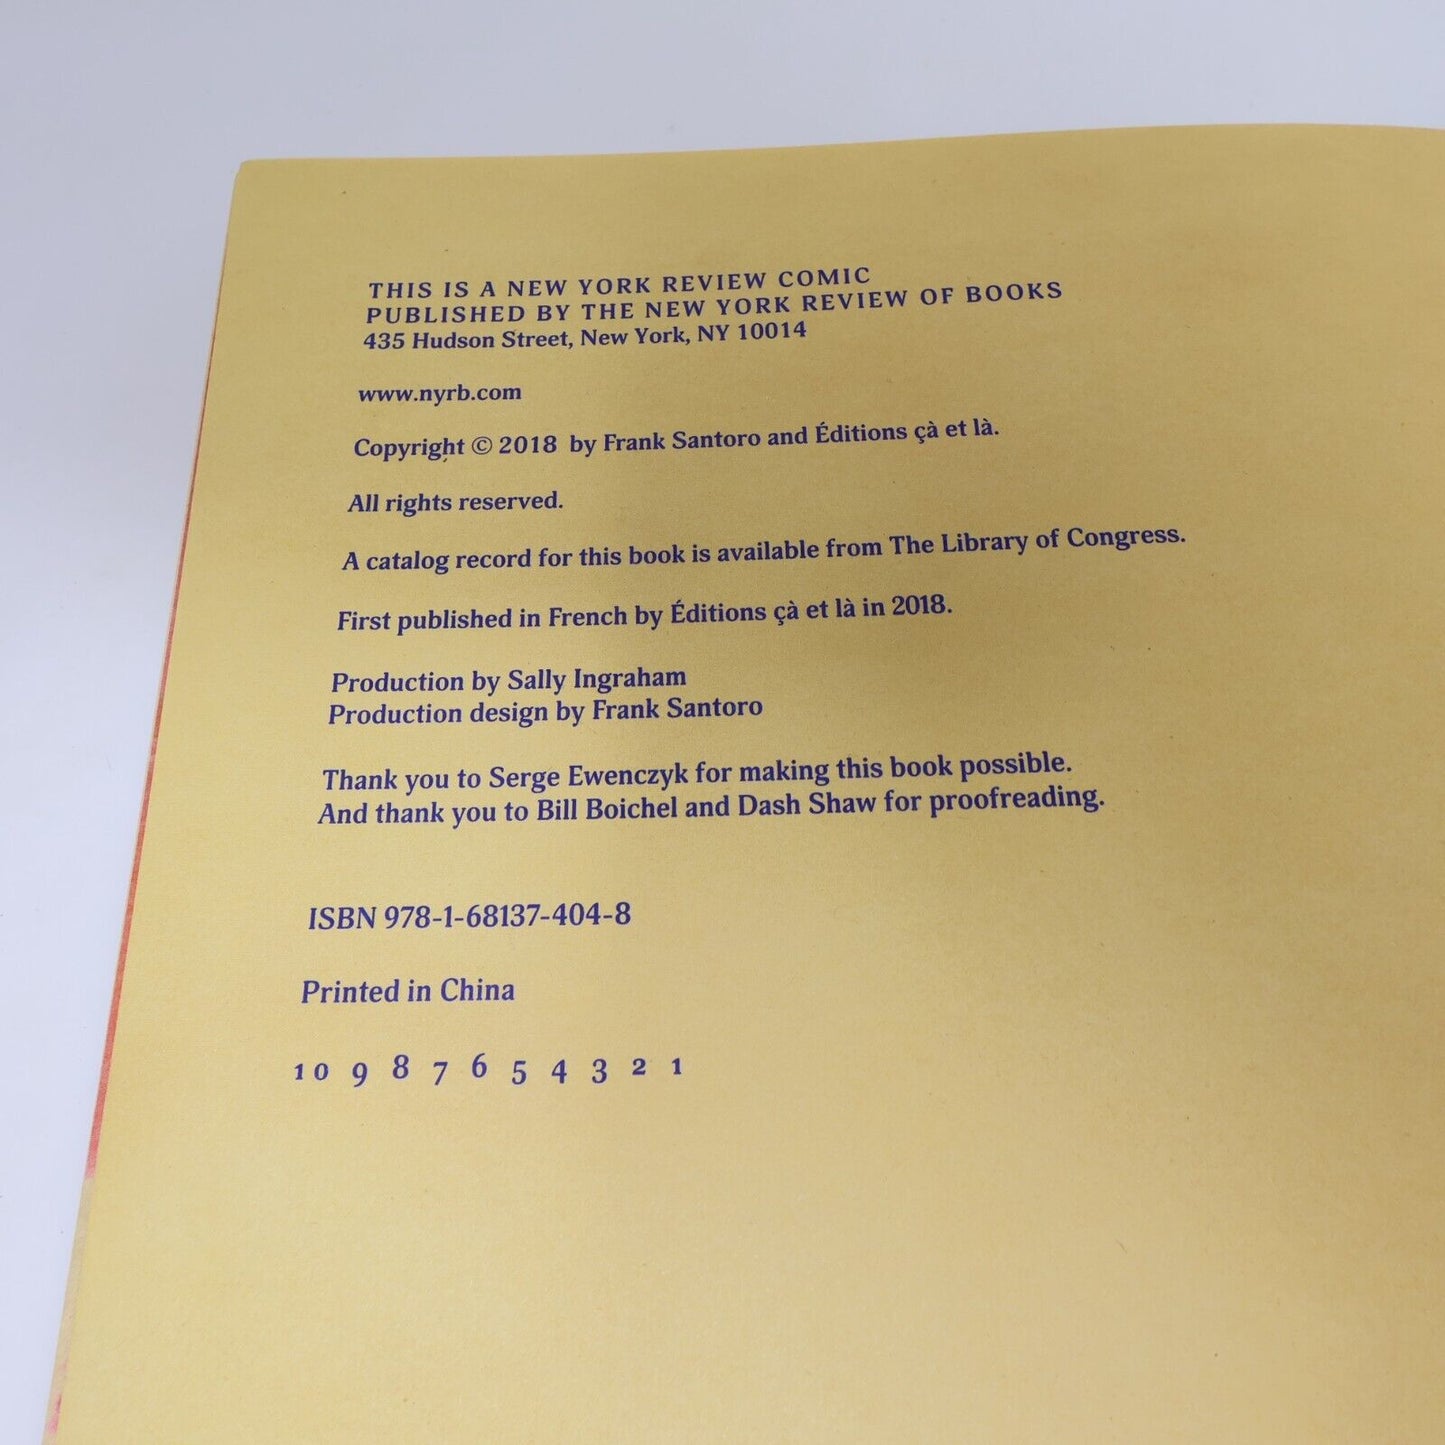 THIS IS A NEW YORK REVIEW COMIC
PUBLISHED BY THE NEW YORK REVIEW OF BOOKS
435 Hudson Street, New York, NY 10014
www.nyrb.com
Copyright © 2018 by Frank Santoro and Éditions çà et là.
All rights reserved.
A catalog record for this book is available from The Library of Congress.
First published in French by Éditions çà et là in 2018.
Production by Sally Ingraham
Production design by Frank Santoro
Thank you to Serge Ewenczyk for making this book possible.
And thank you to Bill Boichel and Dash Shaw for proofreading.
ISBN 978-1-68137-404-8
Printed in China
10 9 8 7 6 5 4 3 2 1